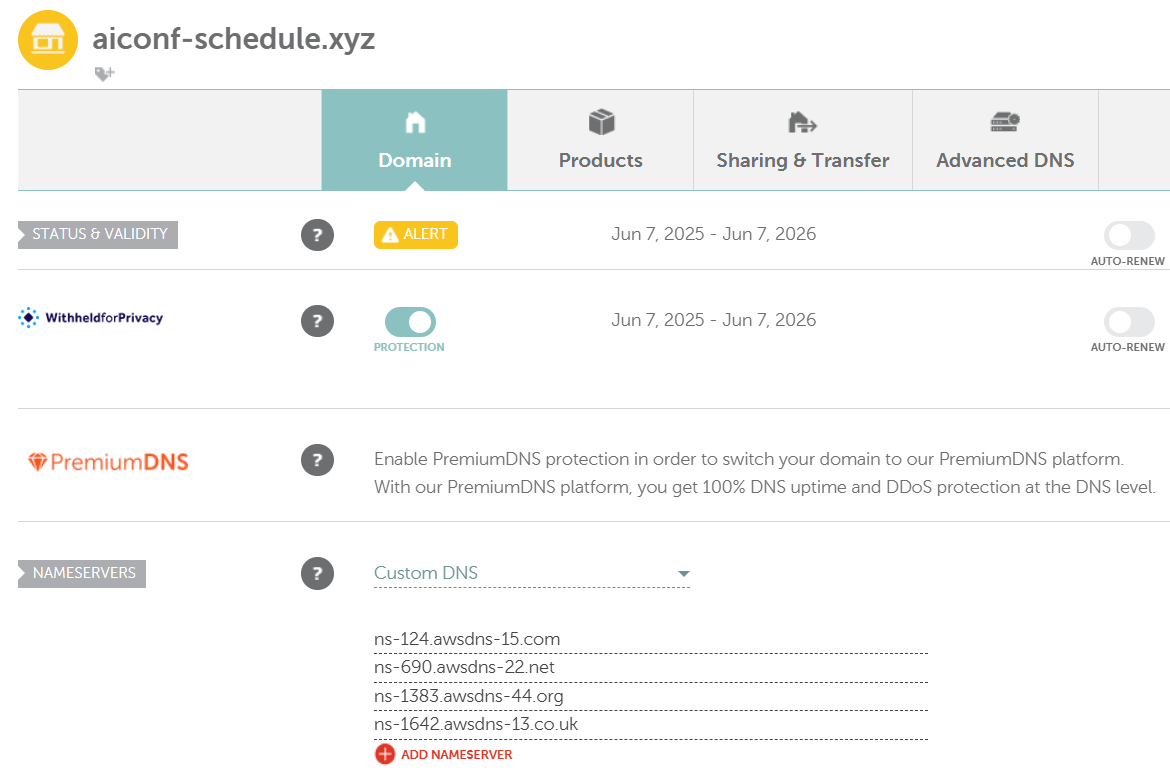 aiconf-schedule.xyz
Domain
Products
Sharing & Transfer
Advanced DNS
STATUS & VALIDITY
?
ALERT
Jun 7, 2025 - Jun 7, 2026
AUTO-RENEW
WithheldforPrivacy
?
PROTECTION
Jun 7, 2025 - Jun 7, 2026
AUTO-RENEW
PremiumDNS
?
Enable PremiumDNS protection in order to switch your domain to our PremiumDNS platform.
With our PremiumDNS platform, you get 100% DNS uptime and DDoS protection at the DNS level.
NAMESERVERS
?
Custom DNS
ns-124.awsdns-15.com
ns-690.awsdns-22.net
ns-1383.awsdns-44.org
ns-1642.awsdns-13.co.uk
ADD NAMESERVER